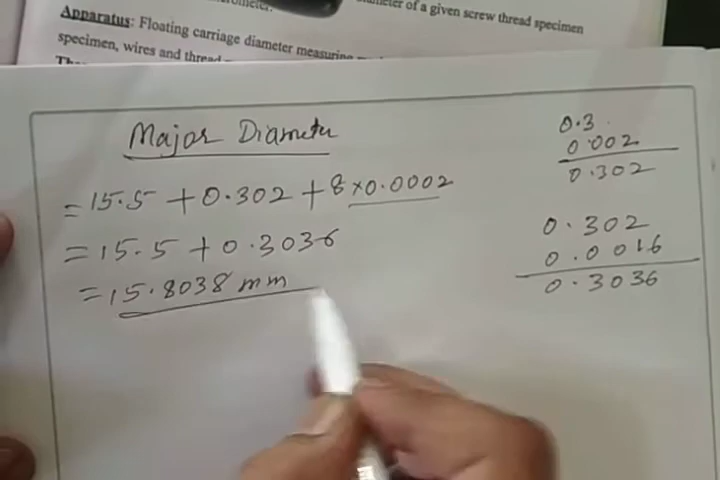 diameter of a given screw thread specimen
Apparatus: Floating carriage diameter measuring
specimen, wires and thread
Major Diameter
= 15.5 + 0.302 + 8 × 0.0002
= 15.5 + 0.3036
= 15.8038 mm
0.3
0.002
0.302
0.302
0.0016
0.3036